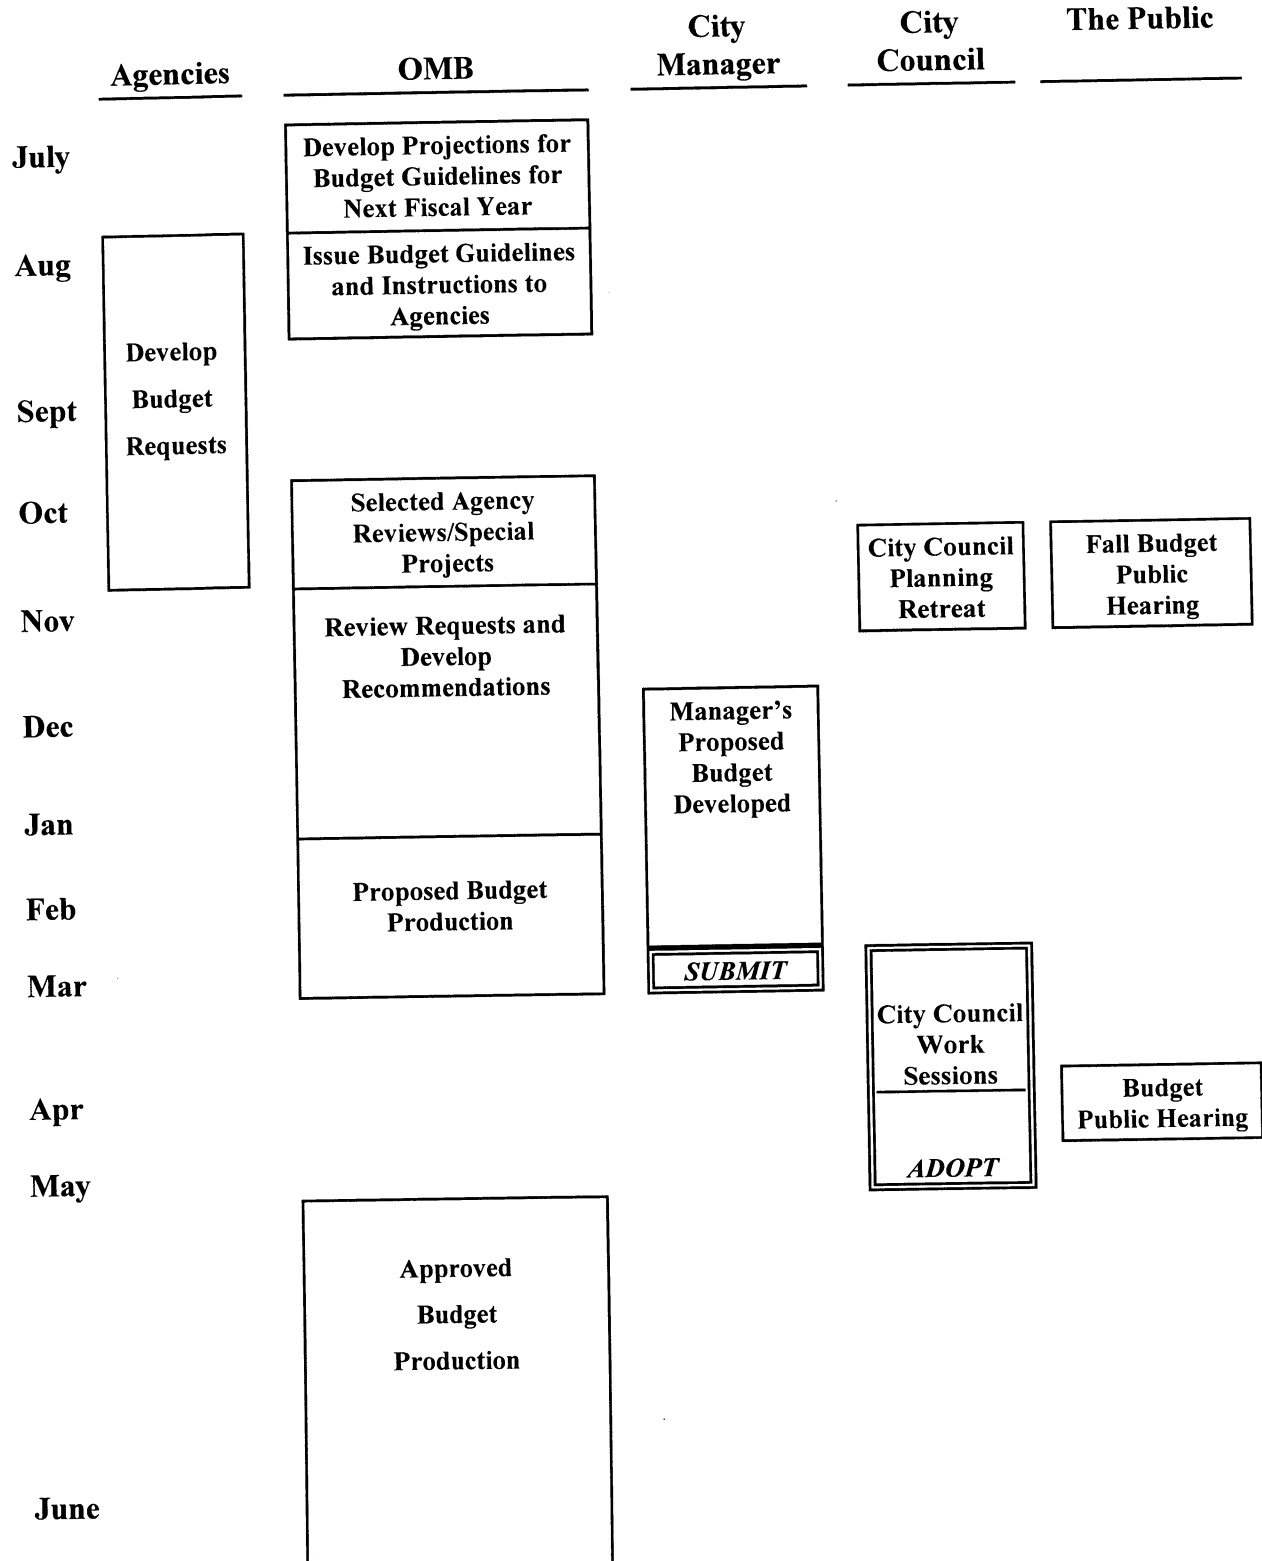 Agencies
OMB
City
Manager
City
Council
The Public
July
Develop Projections for
Budget Guidelines for
Next Fiscal Year
Aug
Issue Budget Guidelines
and Instructions to
Agencies
Develop
Budget
Requests
Sept
Oct
Selected Agency
Reviews/Special
Projects
City Council
Planning
Retreat
Fall Budget
Public
Hearing
Nov
Review Requests and
Develop
Recommendations
Dec
Manager’s
Proposed
Budget
Developed
Jan
Feb
Proposed Budget
Production
Mar
SUBMIT
City Council
Work
Sessions
Apr
Budget
Public Hearing
ADOPT
May
Approved
Budget
Production
June